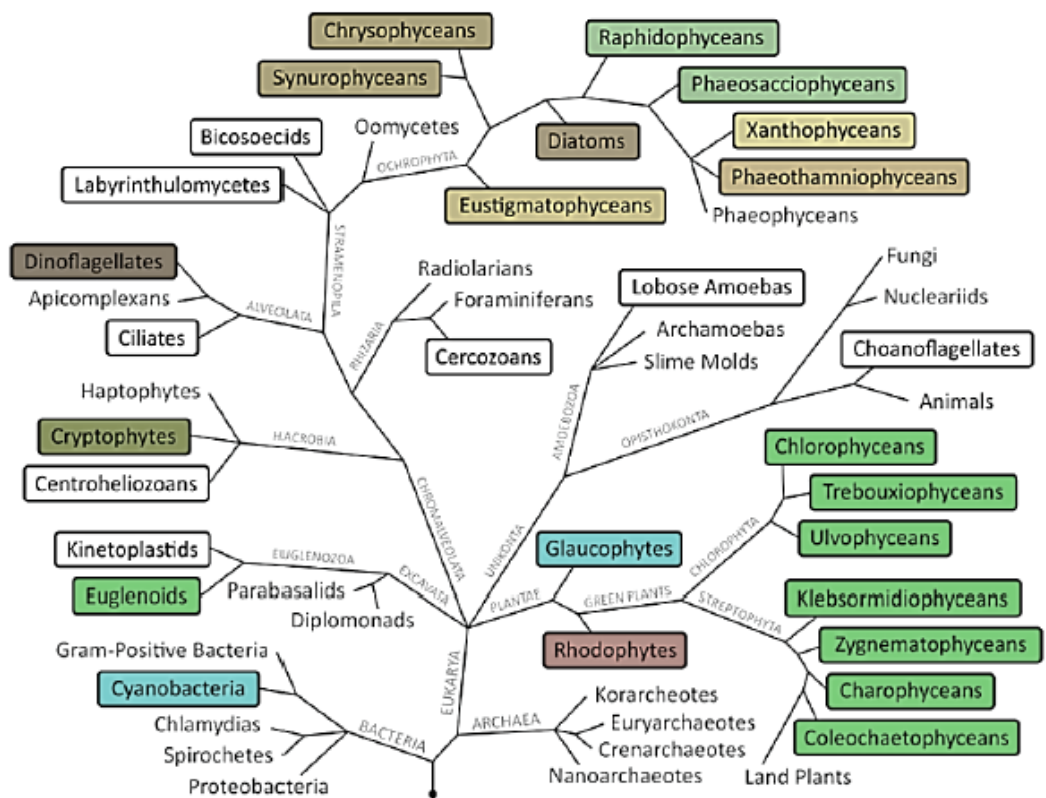 Chrysophyceans
Raphidophyceans
Synurophyceans
Phaeosacciophyceans
Bicosoecids
Oomycetes
Diatoms
Xanthophyceans
OCHROPHYTA
Labyrinthulomycetes
Phaeothamniophyceans
Eustigmatophyceans
Phaeophyceans
STRAMENOPILA
Dinoflagellates
Fungi
Radiolarians
Lobose Amoebas
Apicomplexans
Foraminiferans
Nucleariids
ALVEOLATA
Archamoebas
Ciliates
RHIZARIA
Cercozoans
Slime Molds
Choanoflagellates
Haptophytes
Animals
AMOEBOZOA
OPISTHOKONTA
Cryptophytes
HACROBIA
Chlorophyceans
Centroheliozoans
CHROMALVEOLATA
Trebouxiophyceans
Kinetoplastids
EUGLENOZOA
UNIKONTA
Glaucophytes
CHLOROPHYTA
Ulvophyceans
Euglenoids
Parabasalids
EXCAVATA
PLANTAE
GREEN PLANTS
STREPTOPHYTA
Klebsormidiophyceans
Diplomonads
Gram-Positive Bacteria
Rhodophytes
Zygnematophyceans
Cyanobacteria
EUKARYA
Korarcheotes
Charophyceans
Chlamydias
ARCHAEA
Euryarchaeotes
Spirochetes
BACTERIA
Crenarchaeotes
Coleochaetophyceans
Proteobacteria
Nanoarchaeotes
Land Plants